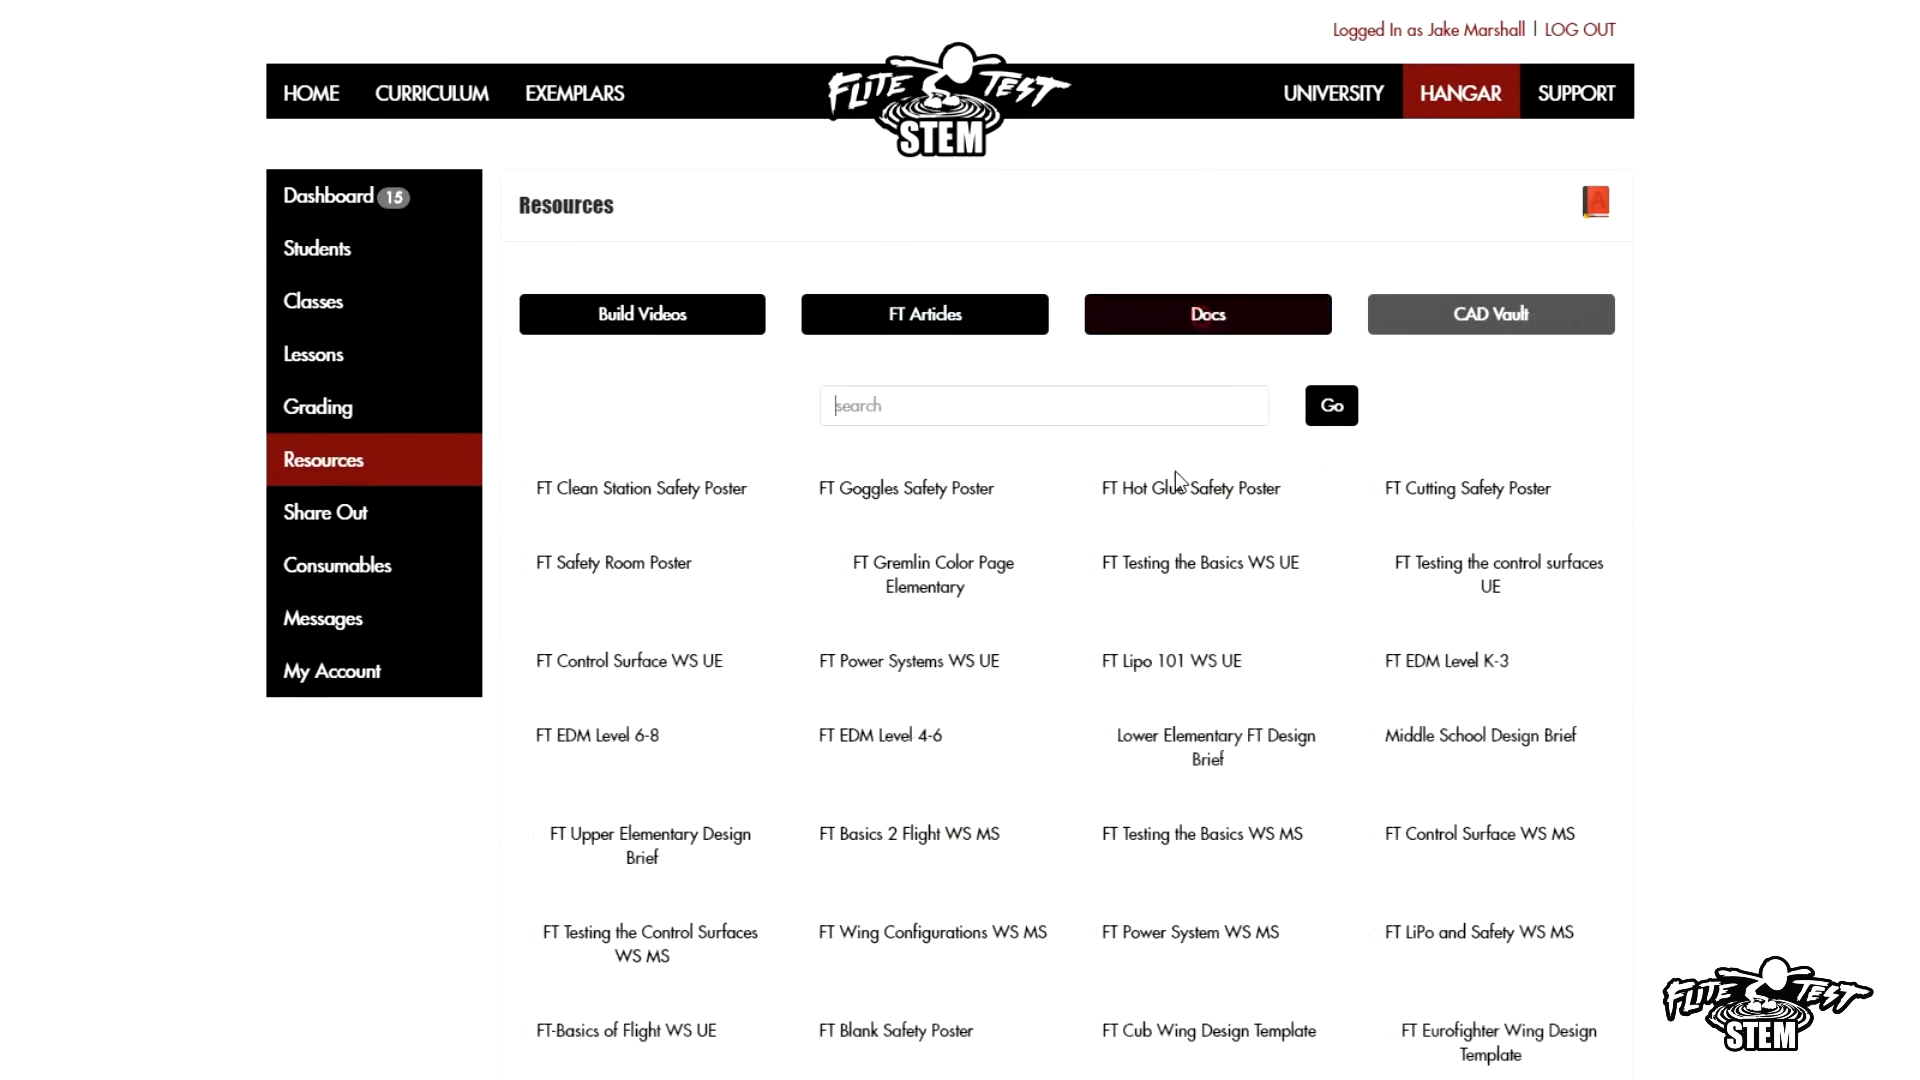 Logged In as Jake Marshall | LOG OUT
HOME CURRICULUM EXEMPLARS FLITE TEST STEM UNIVERSITY HANGAR SUPPORT
Dashboard 15
Students
Classes
Lessons
Grading
Resources
Share Out
Consumables
Messages
My Account
Resources
Build Videos FT Articles Docs CAD Vault
search Go
FT Clean Station Safety Poster FT Goggles Safety Poster FT Hot Glue Safety Poster FT Cutting Safety Poster
FT Safety Room Poster FT Gremlin Color Page FT Testing the Basics WS UE FT Testing the control surfaces
Elementary UE
FT Control Surface WS UE FT Power Systems WS UE FT Lipo 101 WS UE FT EDM Level K-3
FT EDM Level 6-8 FT EDM Level 4-6 Lower Elementary FT Design Middle School Design Brief
Brief
FT Upper Elementary Design FT Basics 2 Flight WS MS FT Testing the Basics WS MS FT Control Surface WS MS
Brief
FT Testing the Control Surfaces FT Wing Configurations WS MS FT Power System WS MS FT LiPo and Safety WS MS
WS MS
FT-Basics of Flight WS UE FT Blank Safety Poster FT Cub Wing Design Template FT Eurofighter Wing Design
Template
FLITE TEST
STEM